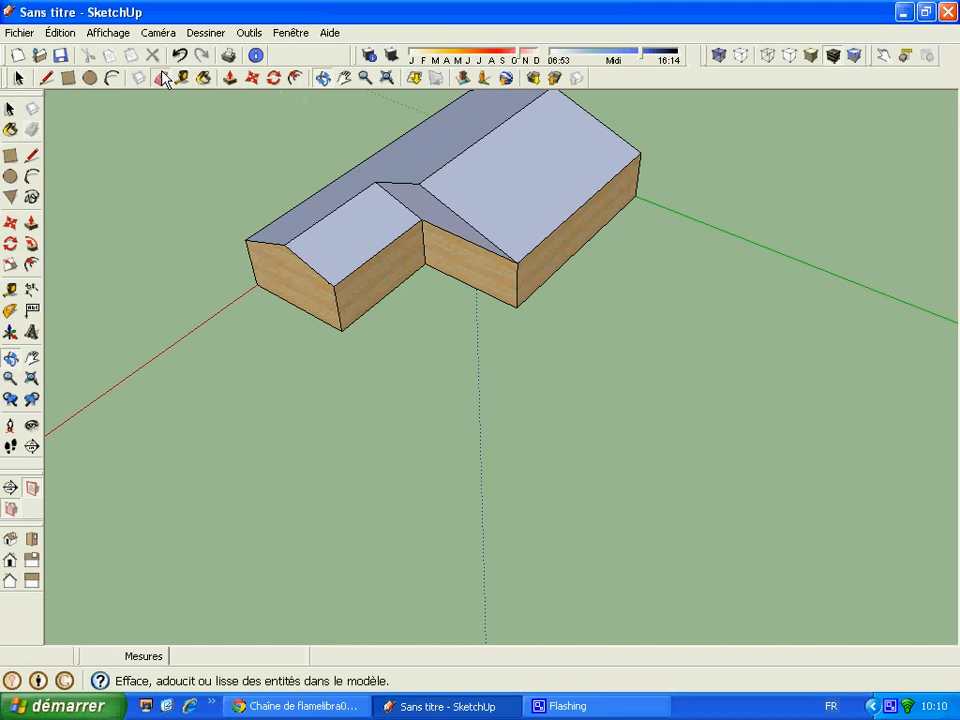 Sans titre - SketchUp
Fichier Édition Affichage Caméra Dessiner Outils Fenêtre Aide
J F M A M J J A S O N D 06:53 Midi 16:14
Mesures
Efface, adoucit ou lisse des entités dans le modèle.
démarrer Chaîne de flamelibra0... Sans titre - SketchUp Flashing FR 10:10